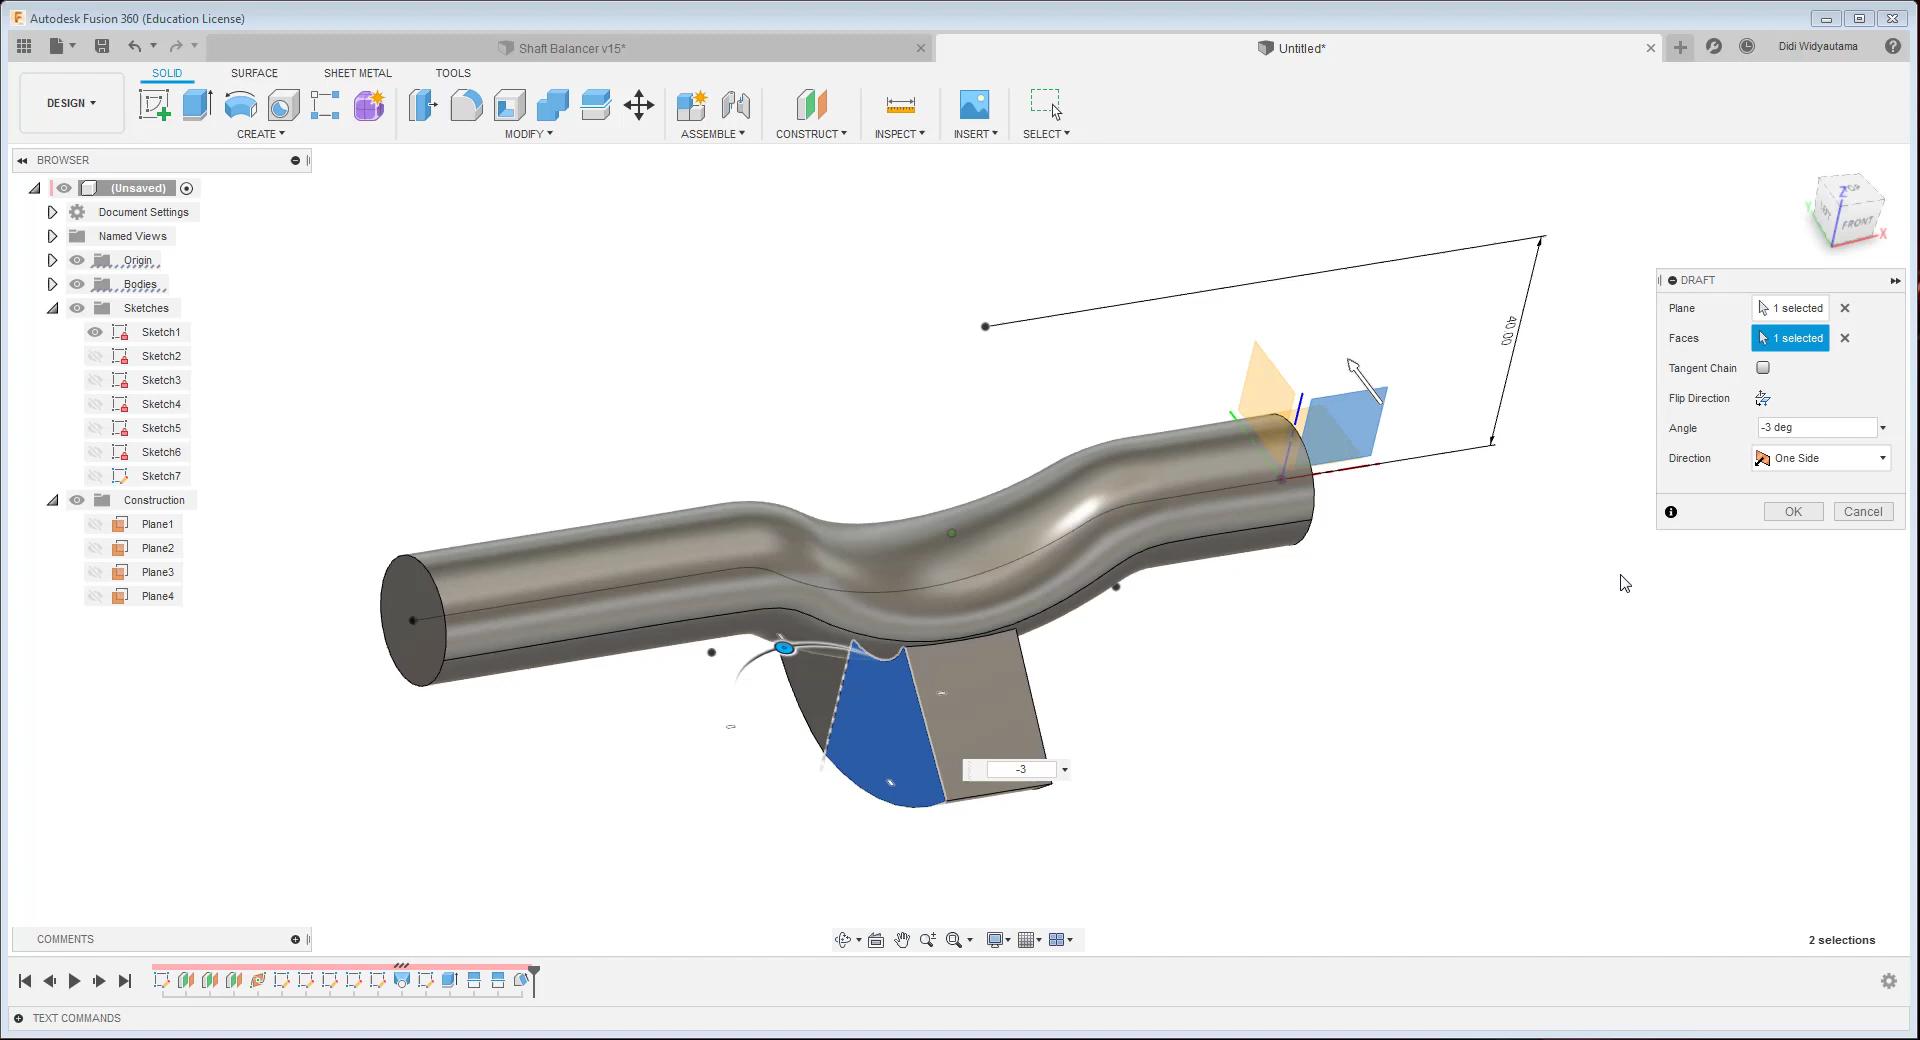 Autodesk Fusion 360 (Education License)
Shaft Balancer v15*
Untitled*
Didi Widyautama
DESIGN
SOLID
SURFACE
SHEET METAL
TOOLS
CREATE
MODIFY
ASSEMBLE
CONSTRUCT
INSPECT
INSERT
SELECT
BROWSER
(Unsaved)
Document Settings
Named Views
Origin
Bodies
Sketches
Sketch1
Sketch2
Sketch3
Sketch4
Sketch5
Sketch6
Sketch7
Construction
Plane1
Plane2
Plane3
Plane4
TOP
LEFT
FRONT
Z
Y
X
40.00
DRAFT
Plane
1 selected
Faces
1 selected
Tangent Chain
Flip Direction
Angle
-3 deg
Direction
One Side
OK
Cancel
-3
COMMENTS
2 selections
TEXT COMMANDS